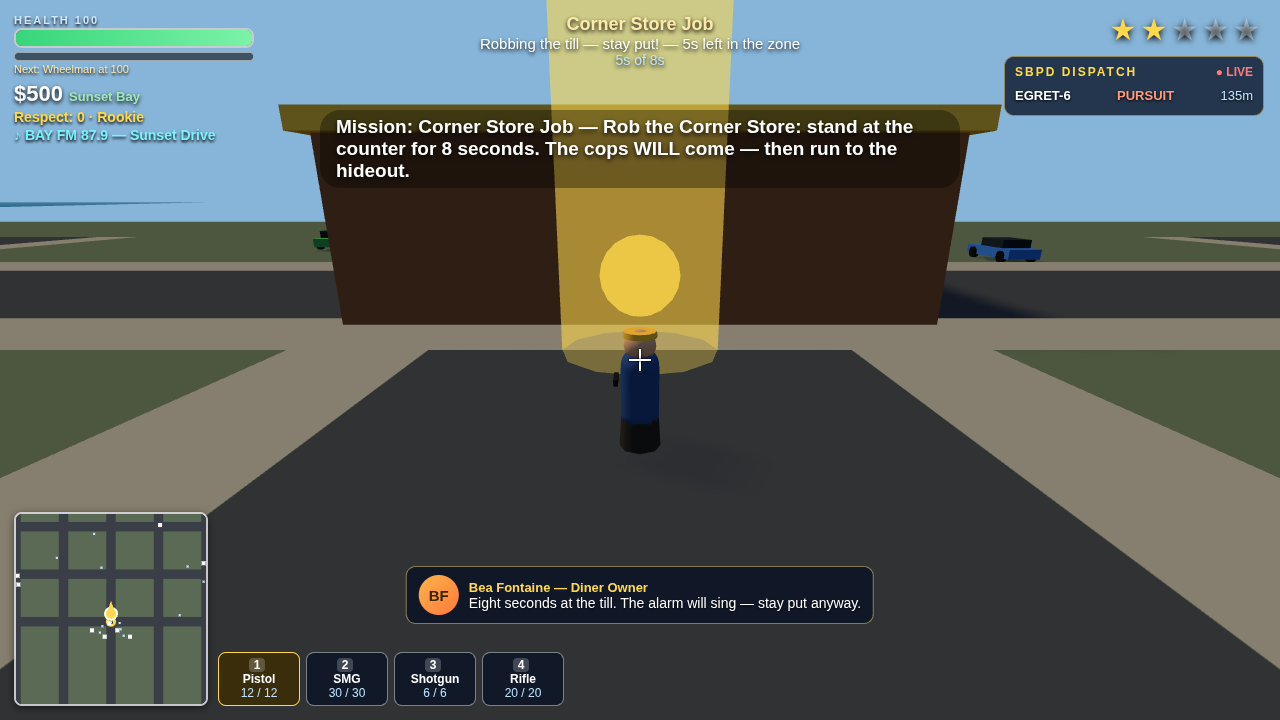 HEALTH 100
Next: Wheelman at 100
$500 Sunset Bay
Respect: 0 · Rookie
♪ BAY FM 87.9 — Sunset Drive
Corner Store Job
Robbing the till — stay put! — 5s left in the zone
5s of 8s
★★★★★
SBPD DISPATCH ● LIVE
EGRET-6 PURSUIT 135m
Mission: Corner Store Job — Rob the Corner Store: stand at the
counter for 8 seconds. The cops WILL come — then run to the
hideout.
BF
Bea Fontaine — Diner Owner
Eight seconds at the till. The alarm will sing — stay put anyway.
1
Pistol
12 / 12
2
SMG
30 / 30
3
Shotgun
6 / 6
4
Rifle
20 / 20